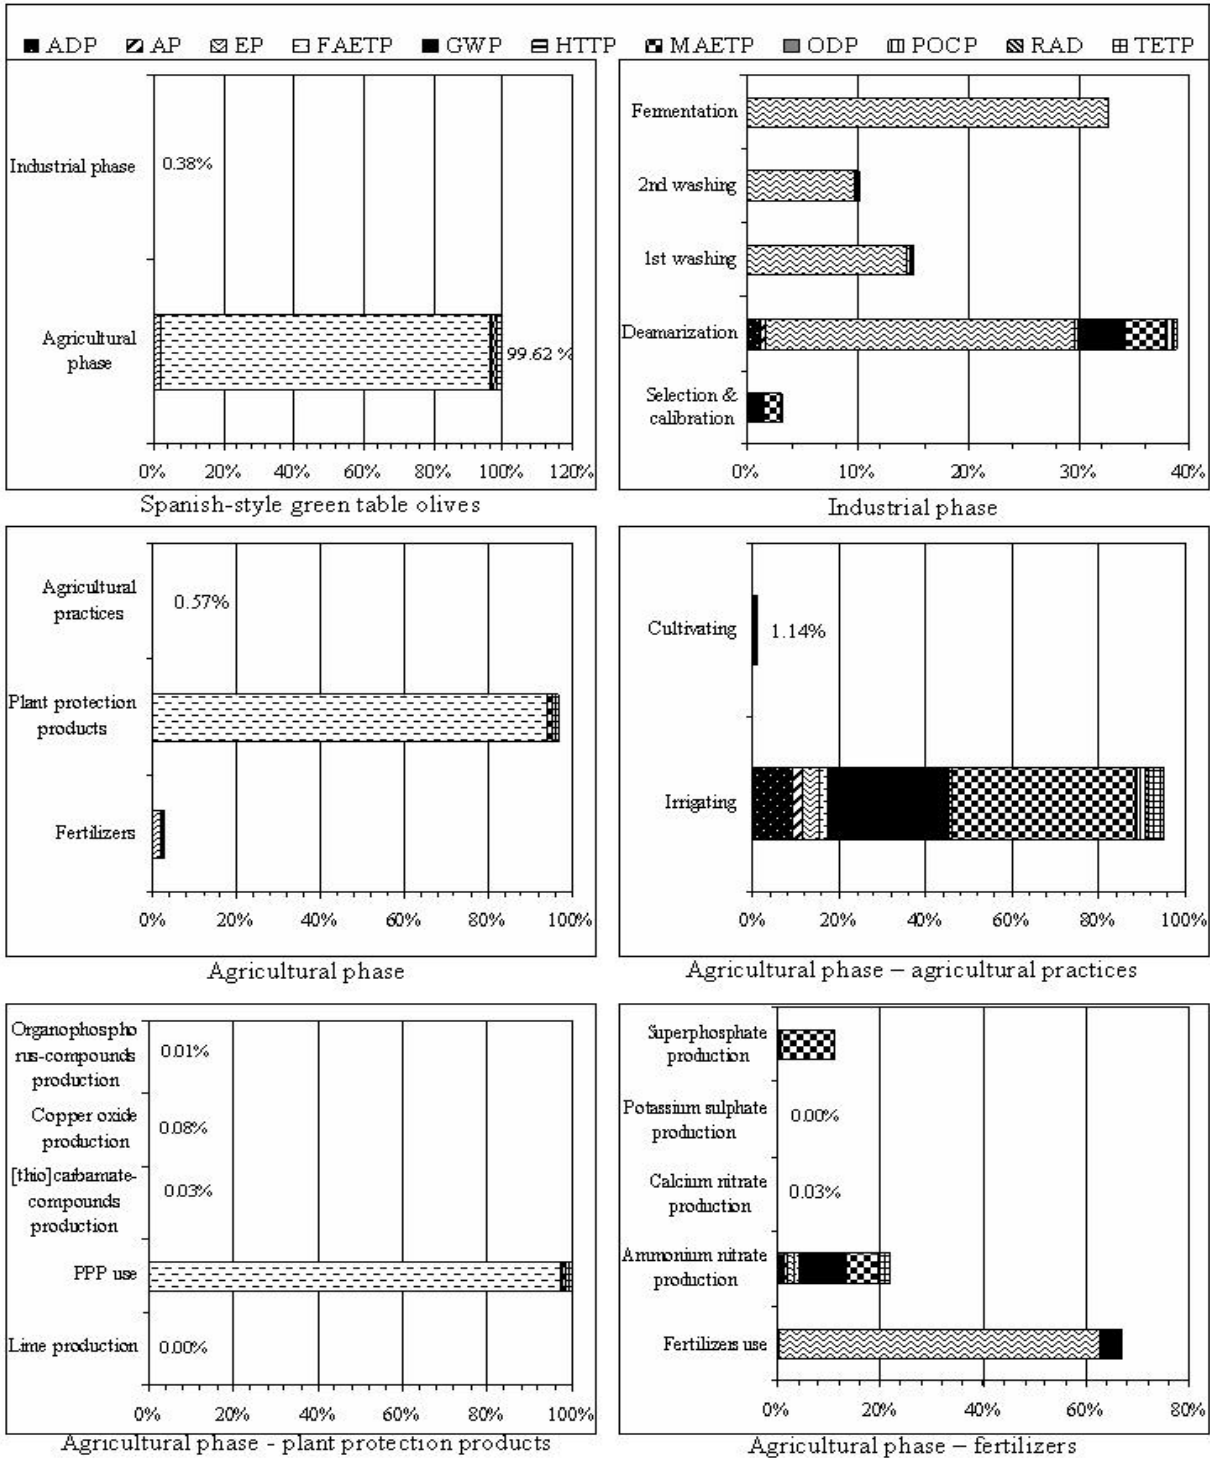 ADP AP EP FAETP GWP HTTP MAETP ODP POCP RAD TETP
Industrial phase
0.38%
Agricultural
phase
99.62 %
0% 20% 40% 60% 80% 100% 120%
Spanish-style green table olives
Fermentation
2nd washing
1st washing
Deamarization
Selection &
calibration
0% 10% 20% 30% 40%
Industrial phase
Agricultural
practices
0.57%
Plant protection
products
Fertilizers
0% 20% 40% 60% 80% 100%
Agricultural phase
Cultivating
1.14%
Irrigating
0% 20% 40% 60% 80% 100%
Agricultural phase – agricultural practices
Organophospho
rus-compounds
production
0.01%
Copper oxide
production
0.08%
[thio]carbamate-
compounds
production
0.03%
PPP use
Lime production
0.00%
0% 20% 40% 60% 80% 100%
Agricultural phase - plant protection products
Superphosphate
production
Potassium sulphate
production
0.00%
Calcium nitrate
production
0.03%
Ammonium nitrate
production
Fertilizers use
0% 20% 40% 60% 80%
Agricultural phase – fertilizers